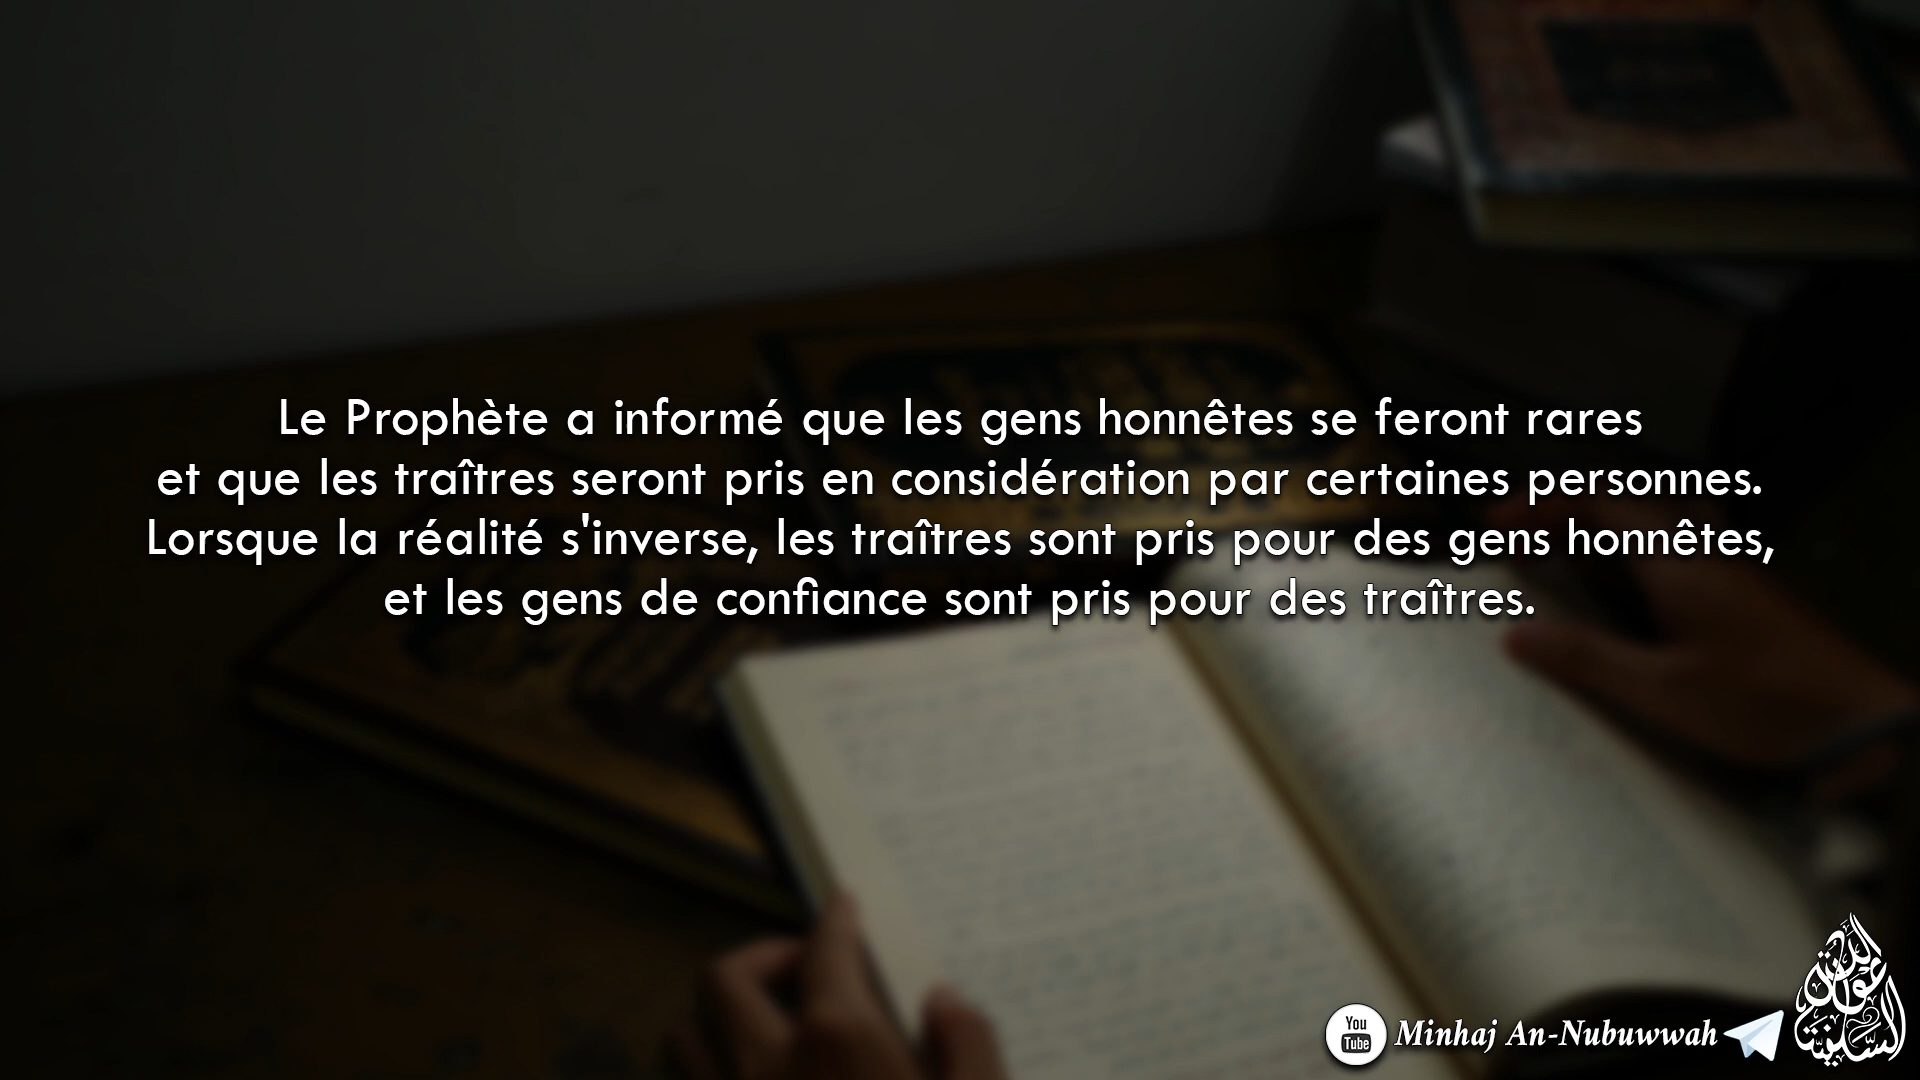 Le Prophète a informé que les gens honnêtes se feront rares
et que les traîtres seront pris en considération par certaines personnes.
Lorsque la réalité s'inverse, les traîtres sont pris pour des gens honnêtes,
et les gens de confiance sont pris pour des traîtres.
You
Tube
Minhaj An-Nubuwwah